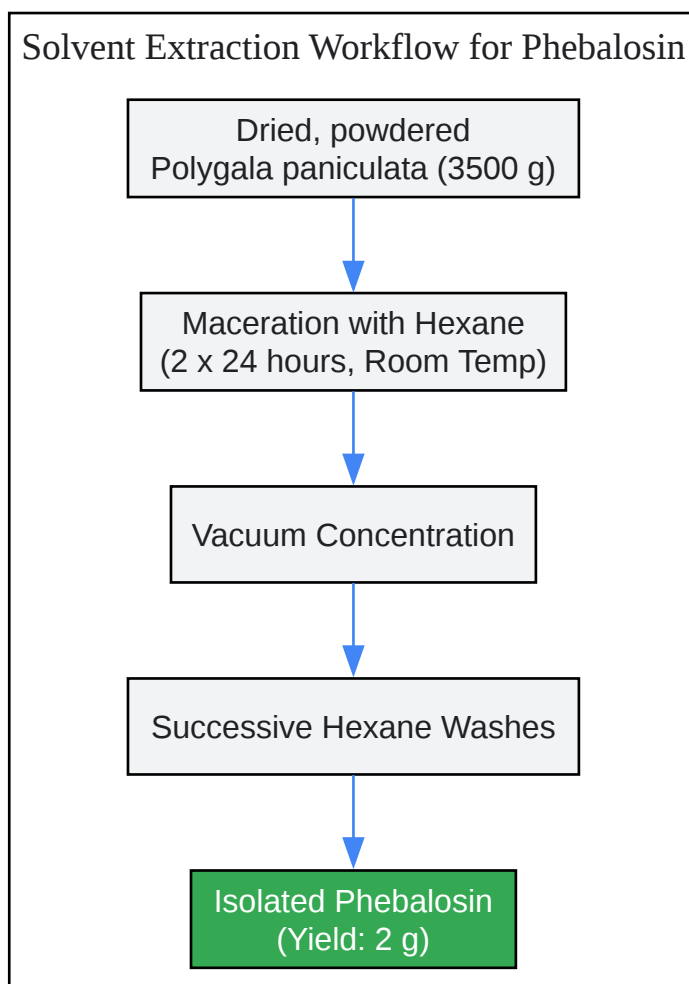 Solvent Extraction Workflow for Phebalosin
Dried, powdered
Polygala paniculata (3500 g)
Maceration with Hexane
(2 x 24 hours, Room Temp)
Vacuum Concentration
Successive Hexane Washes
Isolated Phebalosin
(Yield: 2 g)